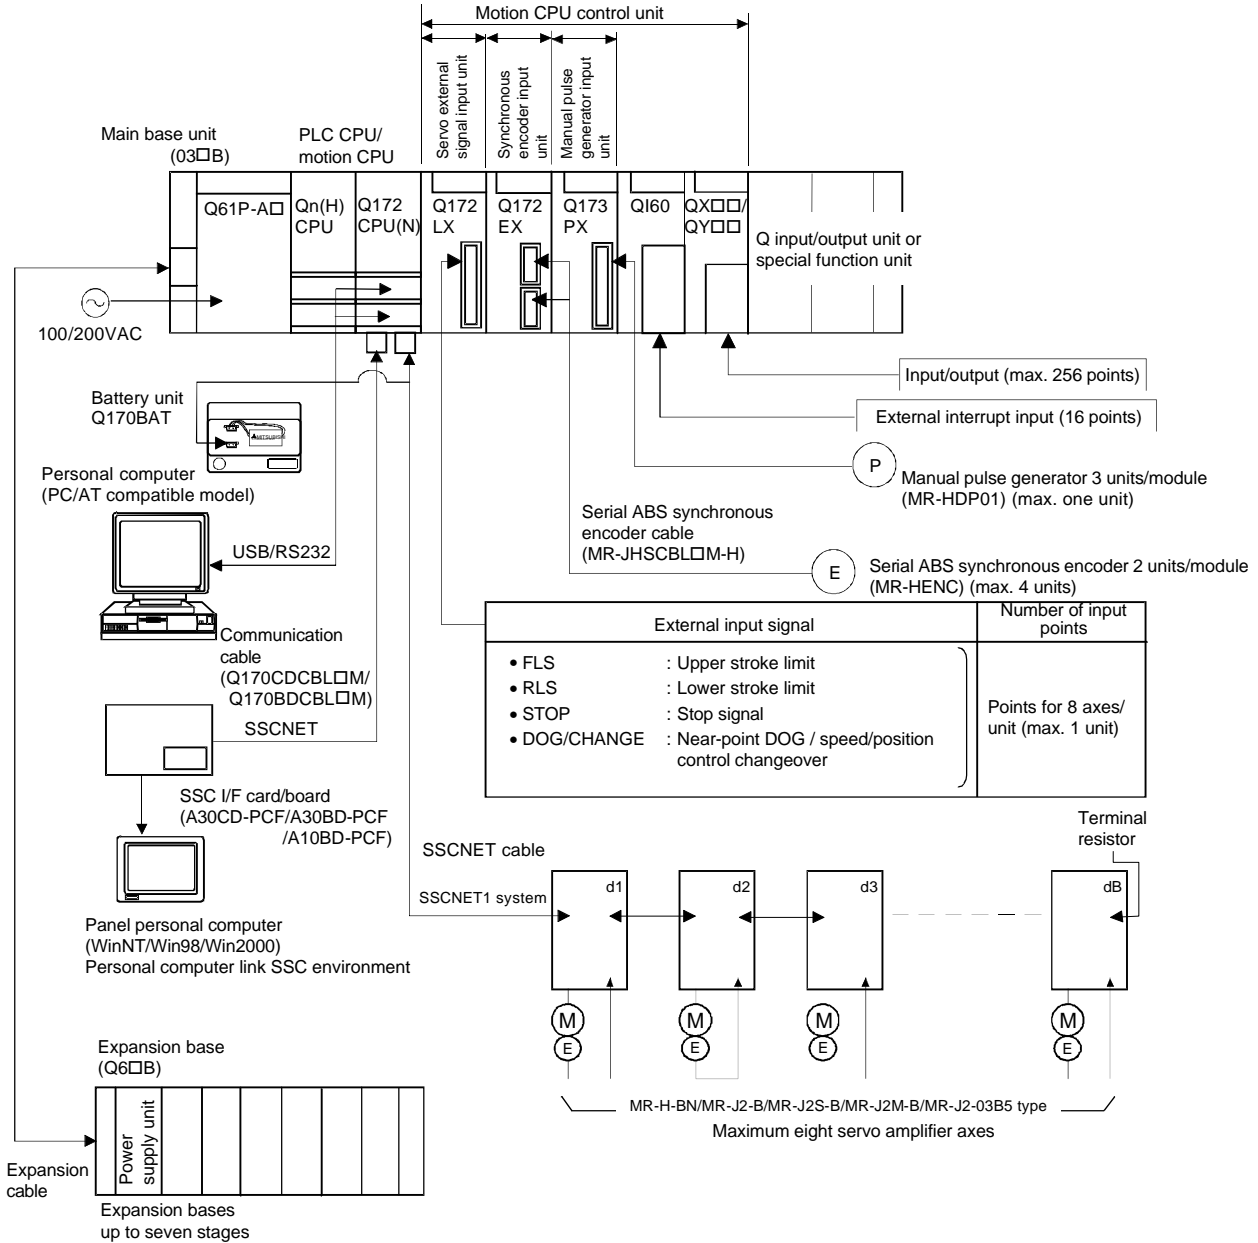 Motion CPU control unit
Servo external
signal input unit
Synchronous
encoder input
unit
Manual pulse
generator input
unit
Main base unit
(03□B)
PLC CPU/
motion CPU
Q61P-A□
Qn(H)
CPU
Q172
CPU(N)
Q172
LX
Q172
EX
Q173
PX
QI60
QX□□/
QY□□
Q input/output unit or
special function unit
100/200VAC
Input/output (max. 256 points)
External interrupt input (16 points)
Battery unit
Q170BAT
MITSUBISHI
P
Manual pulse generator 3 units/module
(MR-HDP01) (max. one unit)
Personal computer
(PC/AT compatible model)
Serial ABS synchronous
encoder cable
(MR-JHSCBL□M-H)
USB/RS232
E
Serial ABS synchronous encoder 2 units/module
(MR-HENC) (max. 4 units)
External input signal
Number of input
points
• FLS : Upper stroke limit
• RLS : Lower stroke limit
• STOP : Stop signal
• DOG/CHANGE : Near-point DOG / speed/position
control changeover
Points for 8 axes/
unit (max. 1 unit)
Communication
cable
(Q170CDCBL□M/
Q170BDCBL□M)
SSCNET
SSC I/F card/board
(A30CD-PCF/A30BD-PCF
/A10BD-PCF)
Terminal
resistor
SSCNET cable
SSCNET1 system
d1
d2
d3
dB
Panel personal computer
(WinNT/Win98/Win2000)
Personal computer link SSC environment
M
E
M
E
M
E
M
E
MR-H-BN/MR-J2-B/MR-J2S-B/MR-J2M-B/MR-J2-03B5 type
Maximum eight servo amplifier axes
Expansion base
(Q6□B)
Power
supply unit
Expansion
cable
Expansion bases
up to seven stages